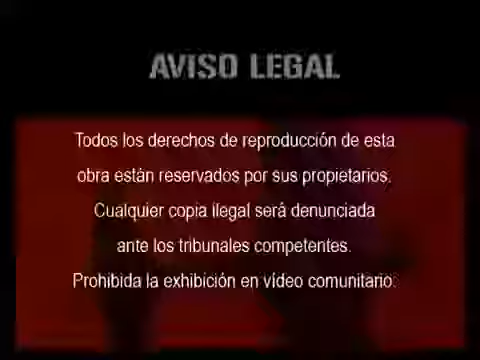 AVISO LEGAL
Todos los derechos de reproducción de esta
obra están reservados por sus propietarios.
Cualquier copia ilegal será denunciada
ante los tribunales competentes.
Prohibida la exhibición en vídeo comunitario.